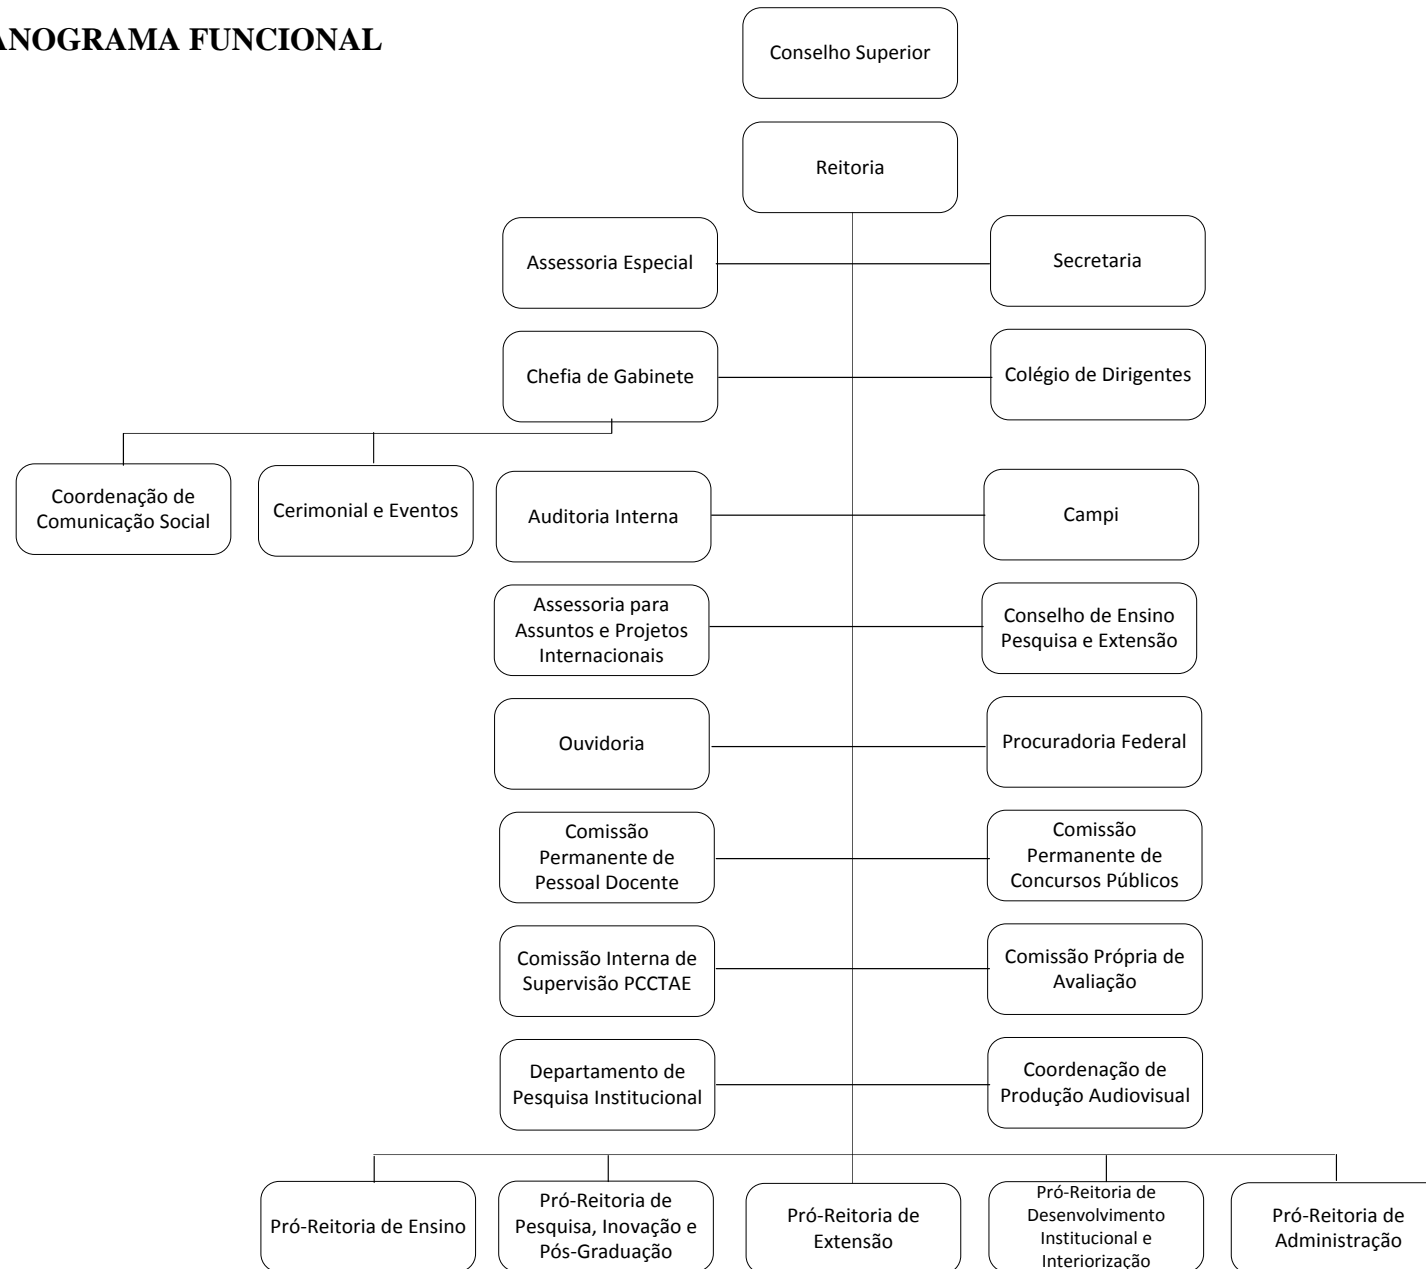 ANOGRAMA FUNCIONAL
Conselho Superior
Reitoria
Assessoria Especial
Secretaria
Chefia de Gabinete
Colégio de Dirigentes
Coordenação de
Comunicação Social
Cerimonial e Eventos
Auditoria Interna
Campi
Assessoria para
Assuntos e Projetos
Internacionais
Conselho de Ensino
Pesquisa e Extensão
Ouvidoria
Procuradoria Federal
Comissão
Permanente de
Pessoal Docente
Comissão
Permanente de
Concursos Públicos
Comissão Interna de
Supervisão PCCTAE
Comissão Própria de
Avaliação
Departamento de
Pesquisa Institucional
Coordenação de
Produção Audiovisual
Pró-Reitoria de Ensino
Pró-Reitoria de
Pesquisa, Inovação e
Pós-Graduação
Pró-Reitoria de
Extensão
Pró-Reitoria de
Desenvolvimento
Institucional e
Interiorização
Pró-Reitoria de
Administração